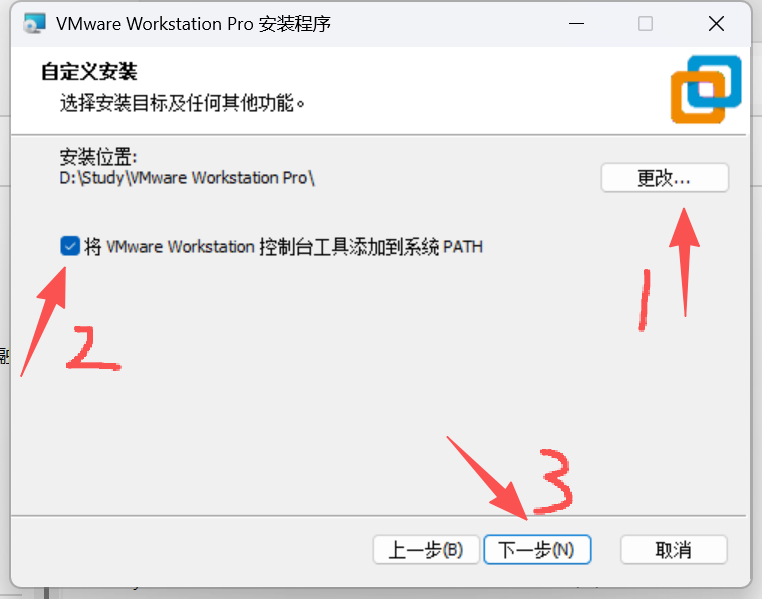 VMware Workstation Pro 安装程序
自定义安装
选择安装目标及任何其他功能。
安装位置:
D:\Study\VMware Workstation Pro\
更改...
将 VMware Workstation 控制台工具添加到系统 PATH
1
2
3
上一步(B)
下一步(N)
取消